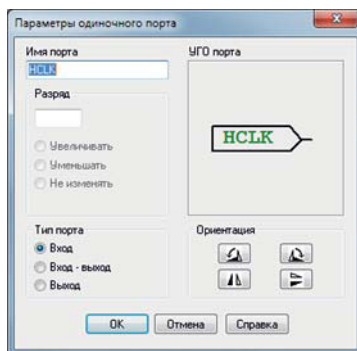 Параметры одиночного порта
Имя порта
HCLK
Разряд
Увеличивать
Уменьшать
Не изменять
Тип порта
Вход
Вход - выход
Выход
УГО порта
HCLK
Ориентация
OK
Отмена
Справка